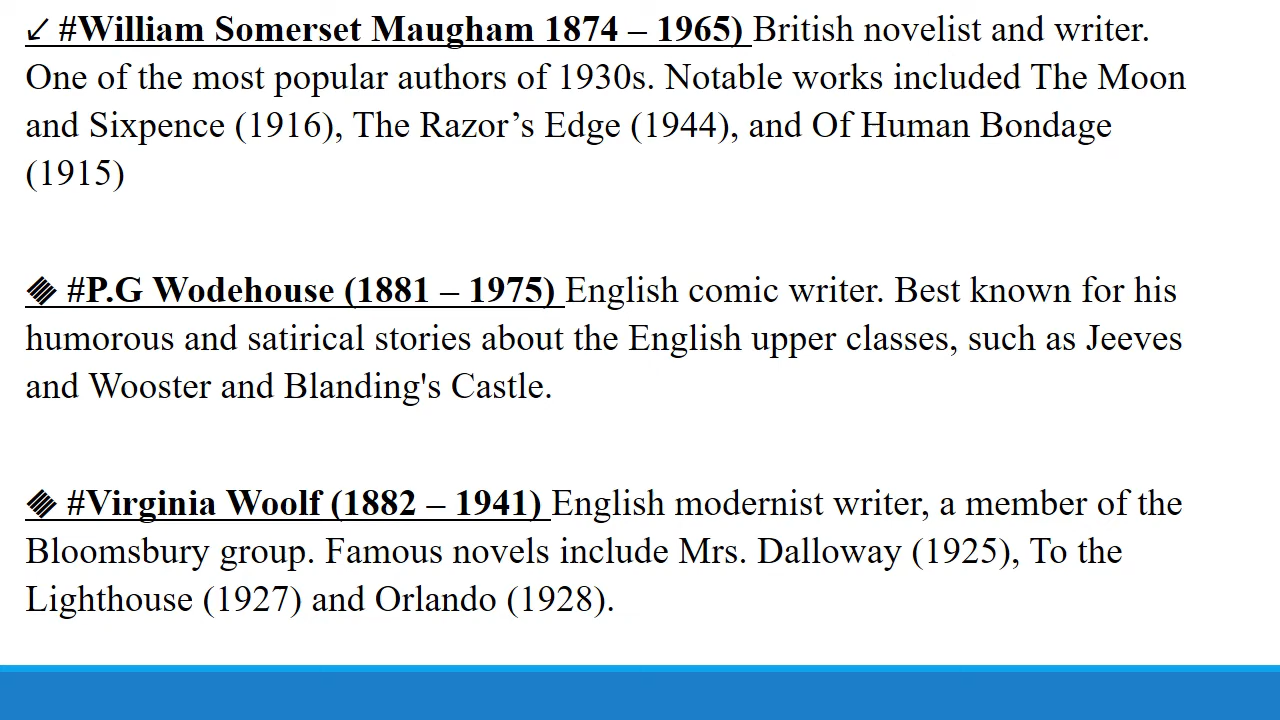 ↙ #William Somerset Maugham 1874 – 1965) British novelist and writer.
One of the most popular authors of 1930s. Notable works included The Moon
and Sixpence (1916), The Razor’s Edge (1944), and Of Human Bondage
(1915)
#P.G Wodehouse (1881 – 1975) English comic writer. Best known for his
humorous and satirical stories about the English upper classes, such as Jeeves
and Wooster and Blanding's Castle.
#Virginia Woolf (1882 – 1941) English modernist writer, a member of the
Bloomsbury group. Famous novels include Mrs. Dalloway (1925), To the
Lighthouse (1927) and Orlando (1928).